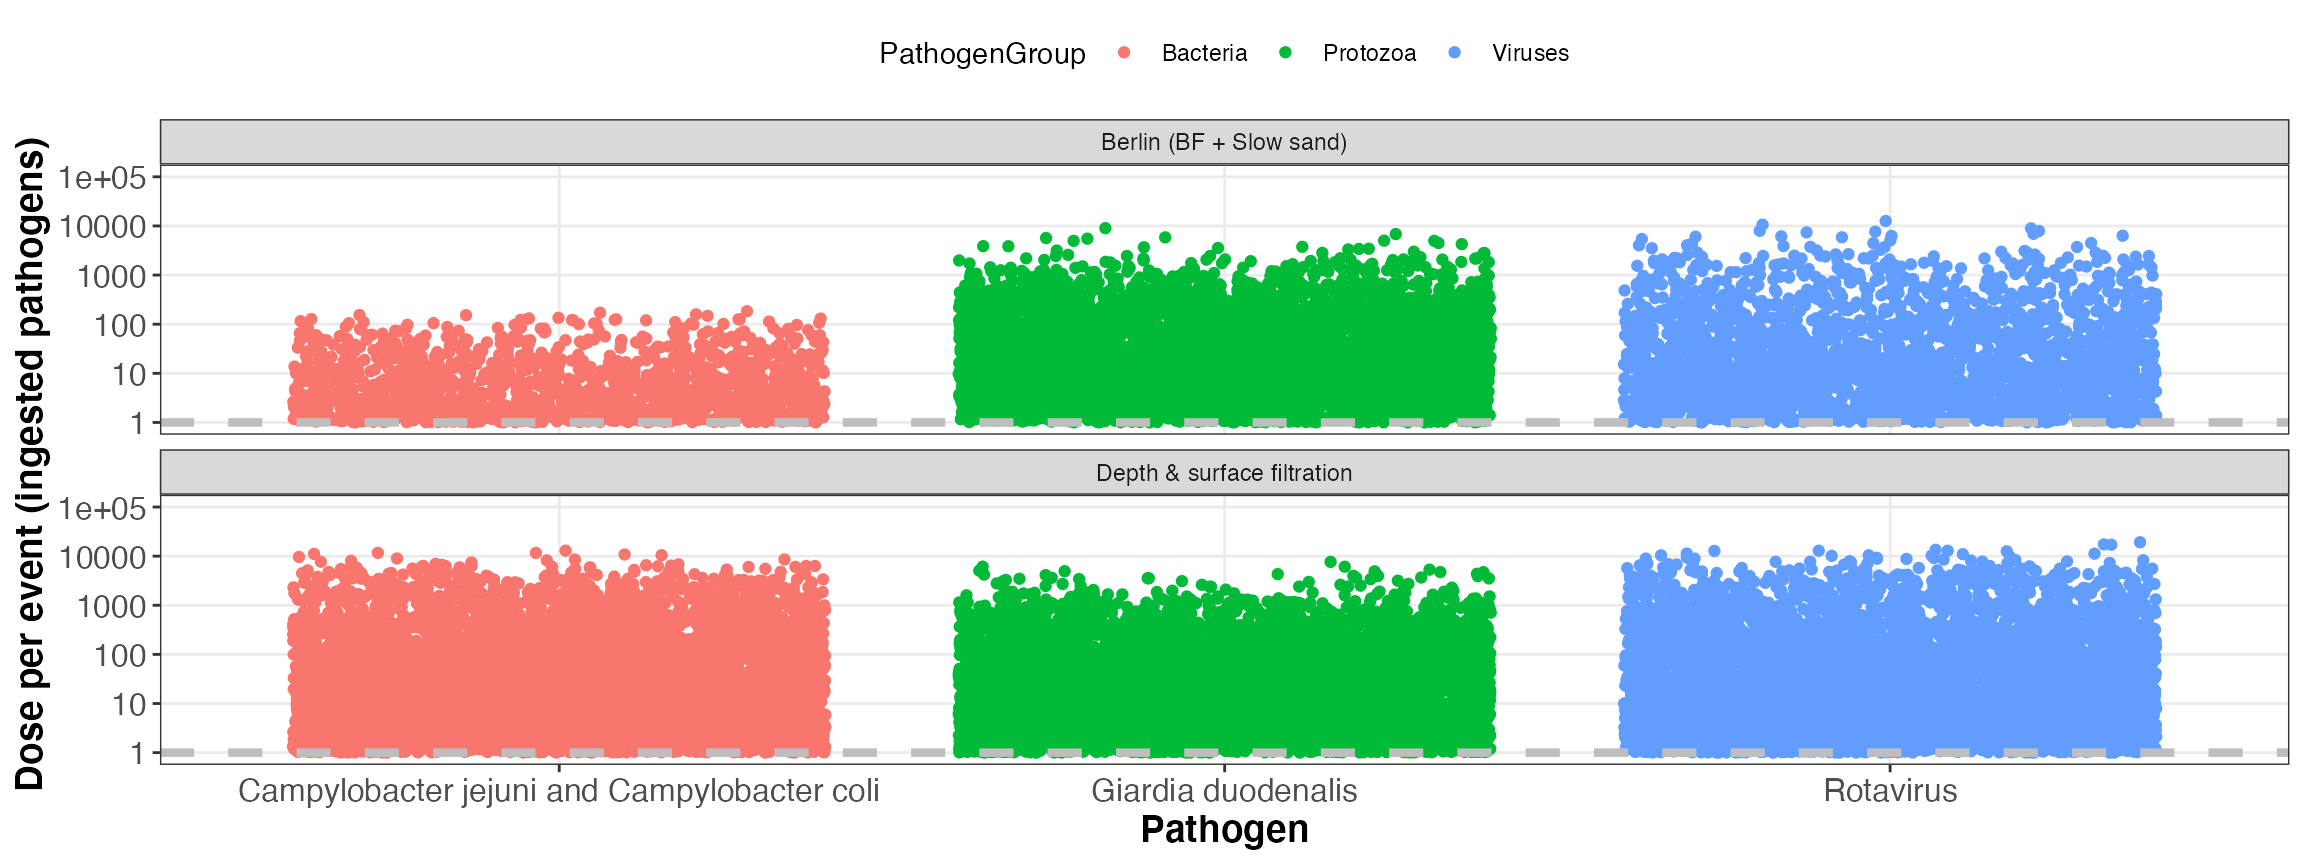 PathogenGroup Bacteria Protozoa Viruses
Berlin (BF + Slow sand)
1e+05
10000
1000
100
10
1
Depth & surface filtration
1e+05
10000
1000
100
10
1
Dose per event (ingested pathogens)
Campylobacter jejuni and Campylobacter coli Giardia duodenalis Rotavirus
Pathogen